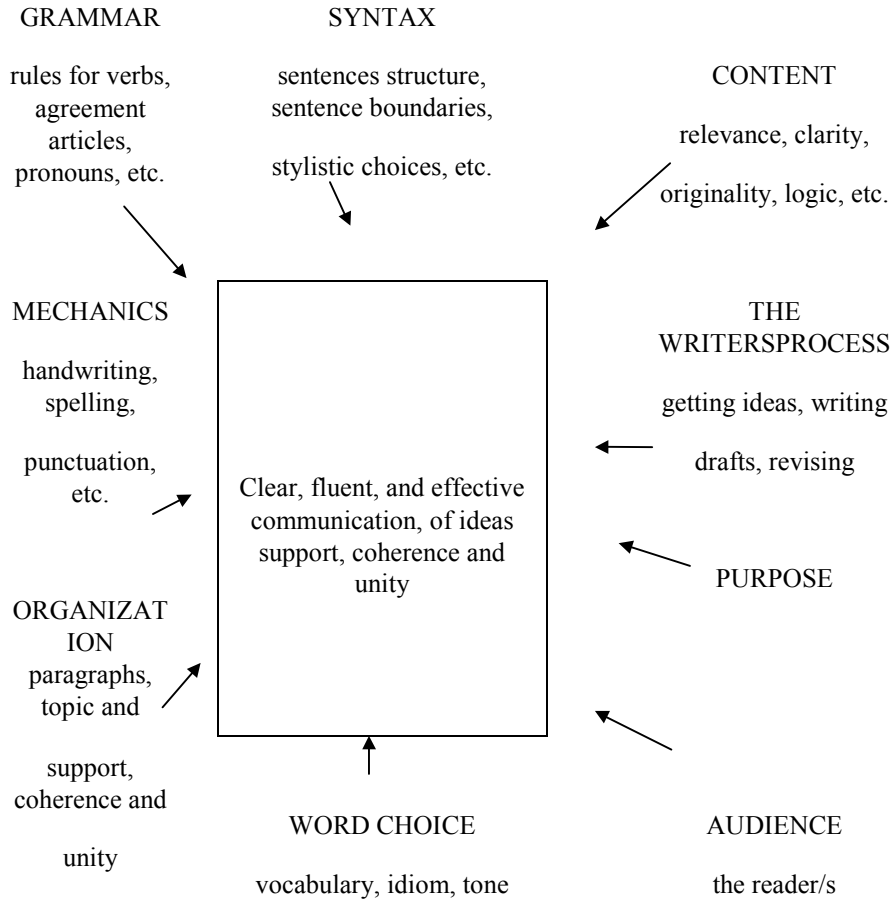 GRAMMAR
rules for verbs,
agreement
articles,
pronouns, etc.
SYNTAX
sentences structure,
sentence boundaries,
stylistic choices, etc.
CONTENT
relevance, clarity,
originality, logic, etc.
MECHANICS
handwriting,
spelling,
punctuation,
etc.
Clear, fluent, and effective
communication, of ideas
support, coherence and
unity
THE
WRITERSPROCESS
getting ideas, writing
drafts, revising
PURPOSE
ORGANIZAT
ION
paragraphs,
topic and
support,
coherence and
unity
WORD CHOICE
vocabulary, idiom, tone
AUDIENCE
the reader/s